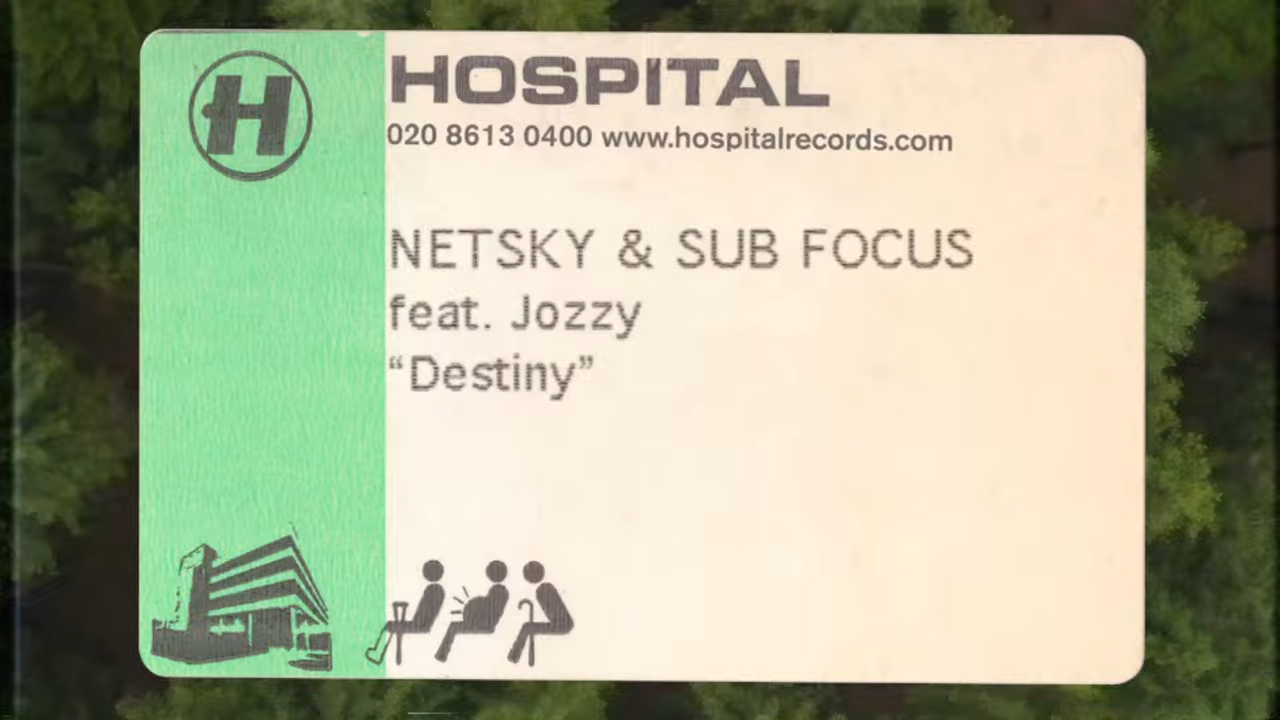 H
HOSPITAL
020 8613 0400 www.hospitalrecords.com
NETSKY & SUB FOCUS
feat. Jozzy
“Destiny”